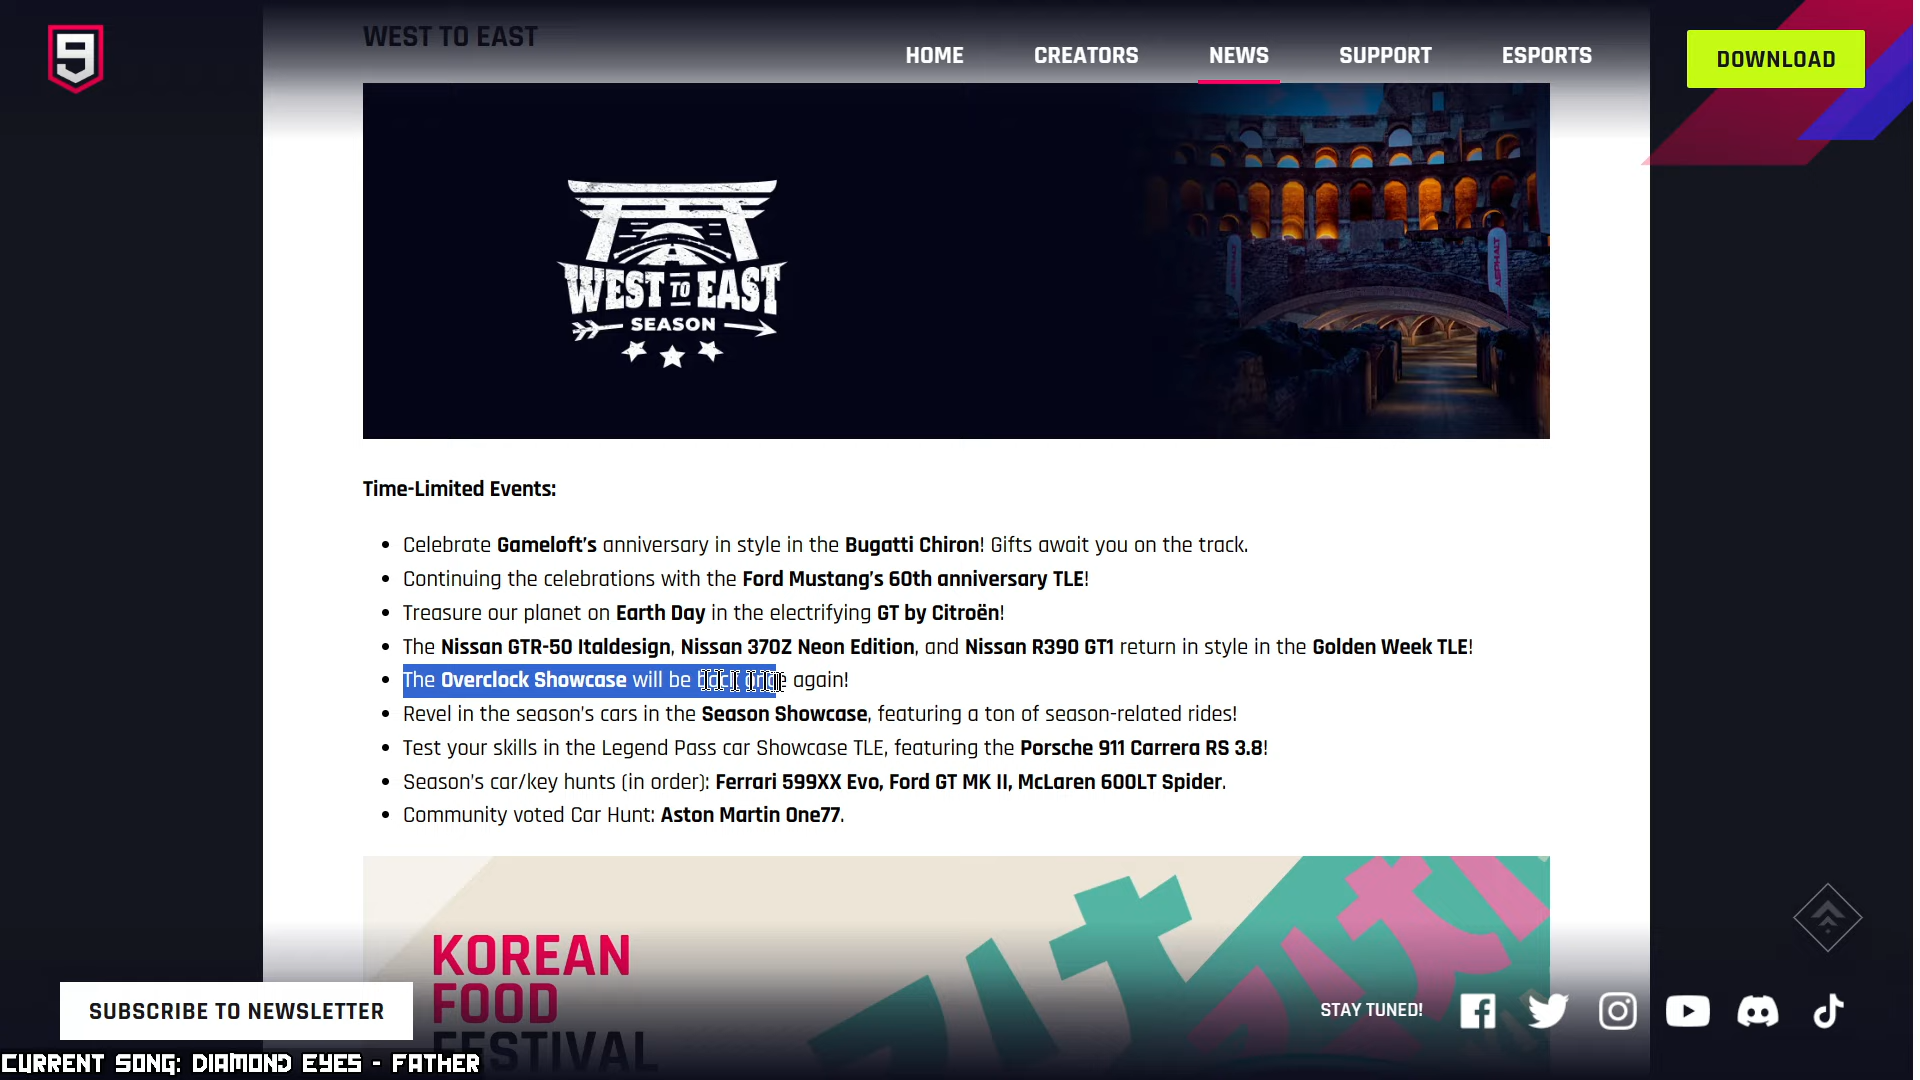 WEST TO EAST
9
HOME
CREATORS
NEWS
SUPPORT
ESPORTS
DOWNLOAD
WEST TO EAST
SEASON
ASPHALT
Time-Limited Events:
• Celebrate Gameloft's anniversary in style in the Bugatti Chiron! Gifts await you on the track.
• Continuing the celebrations with the Ford Mustang's 60th anniversary TLE!
• Treasure our planet on Earth Day in the electrifying GT by Citroën!
• The Nissan GTR-50 Italdesign, Nissan 370Z Neon Edition, and Nissan R390 GT1 return in style in the Golden Week TLE!
• The Overclock Showcase will be back once again!
• Revel in the season's cars in the Season Showcase, featuring a ton of season-related rides!
• Test your skills in the Legend Pass car Showcase TLE, featuring the Porsche 911 Carrera RS 3.8!
• Season's car/key hunts (in order): Ferrari 599XX Evo, Ford GT MK II, McLaren 600LT Spider.
• Community voted Car Hunt: Aston Martin One77.
KOREAN
FOOD
FESTIVAL
SUBSCRIBE TO NEWSLETTER
STAY TUNED!
CURRENT SONG: DIAMOND EYES - FATHER